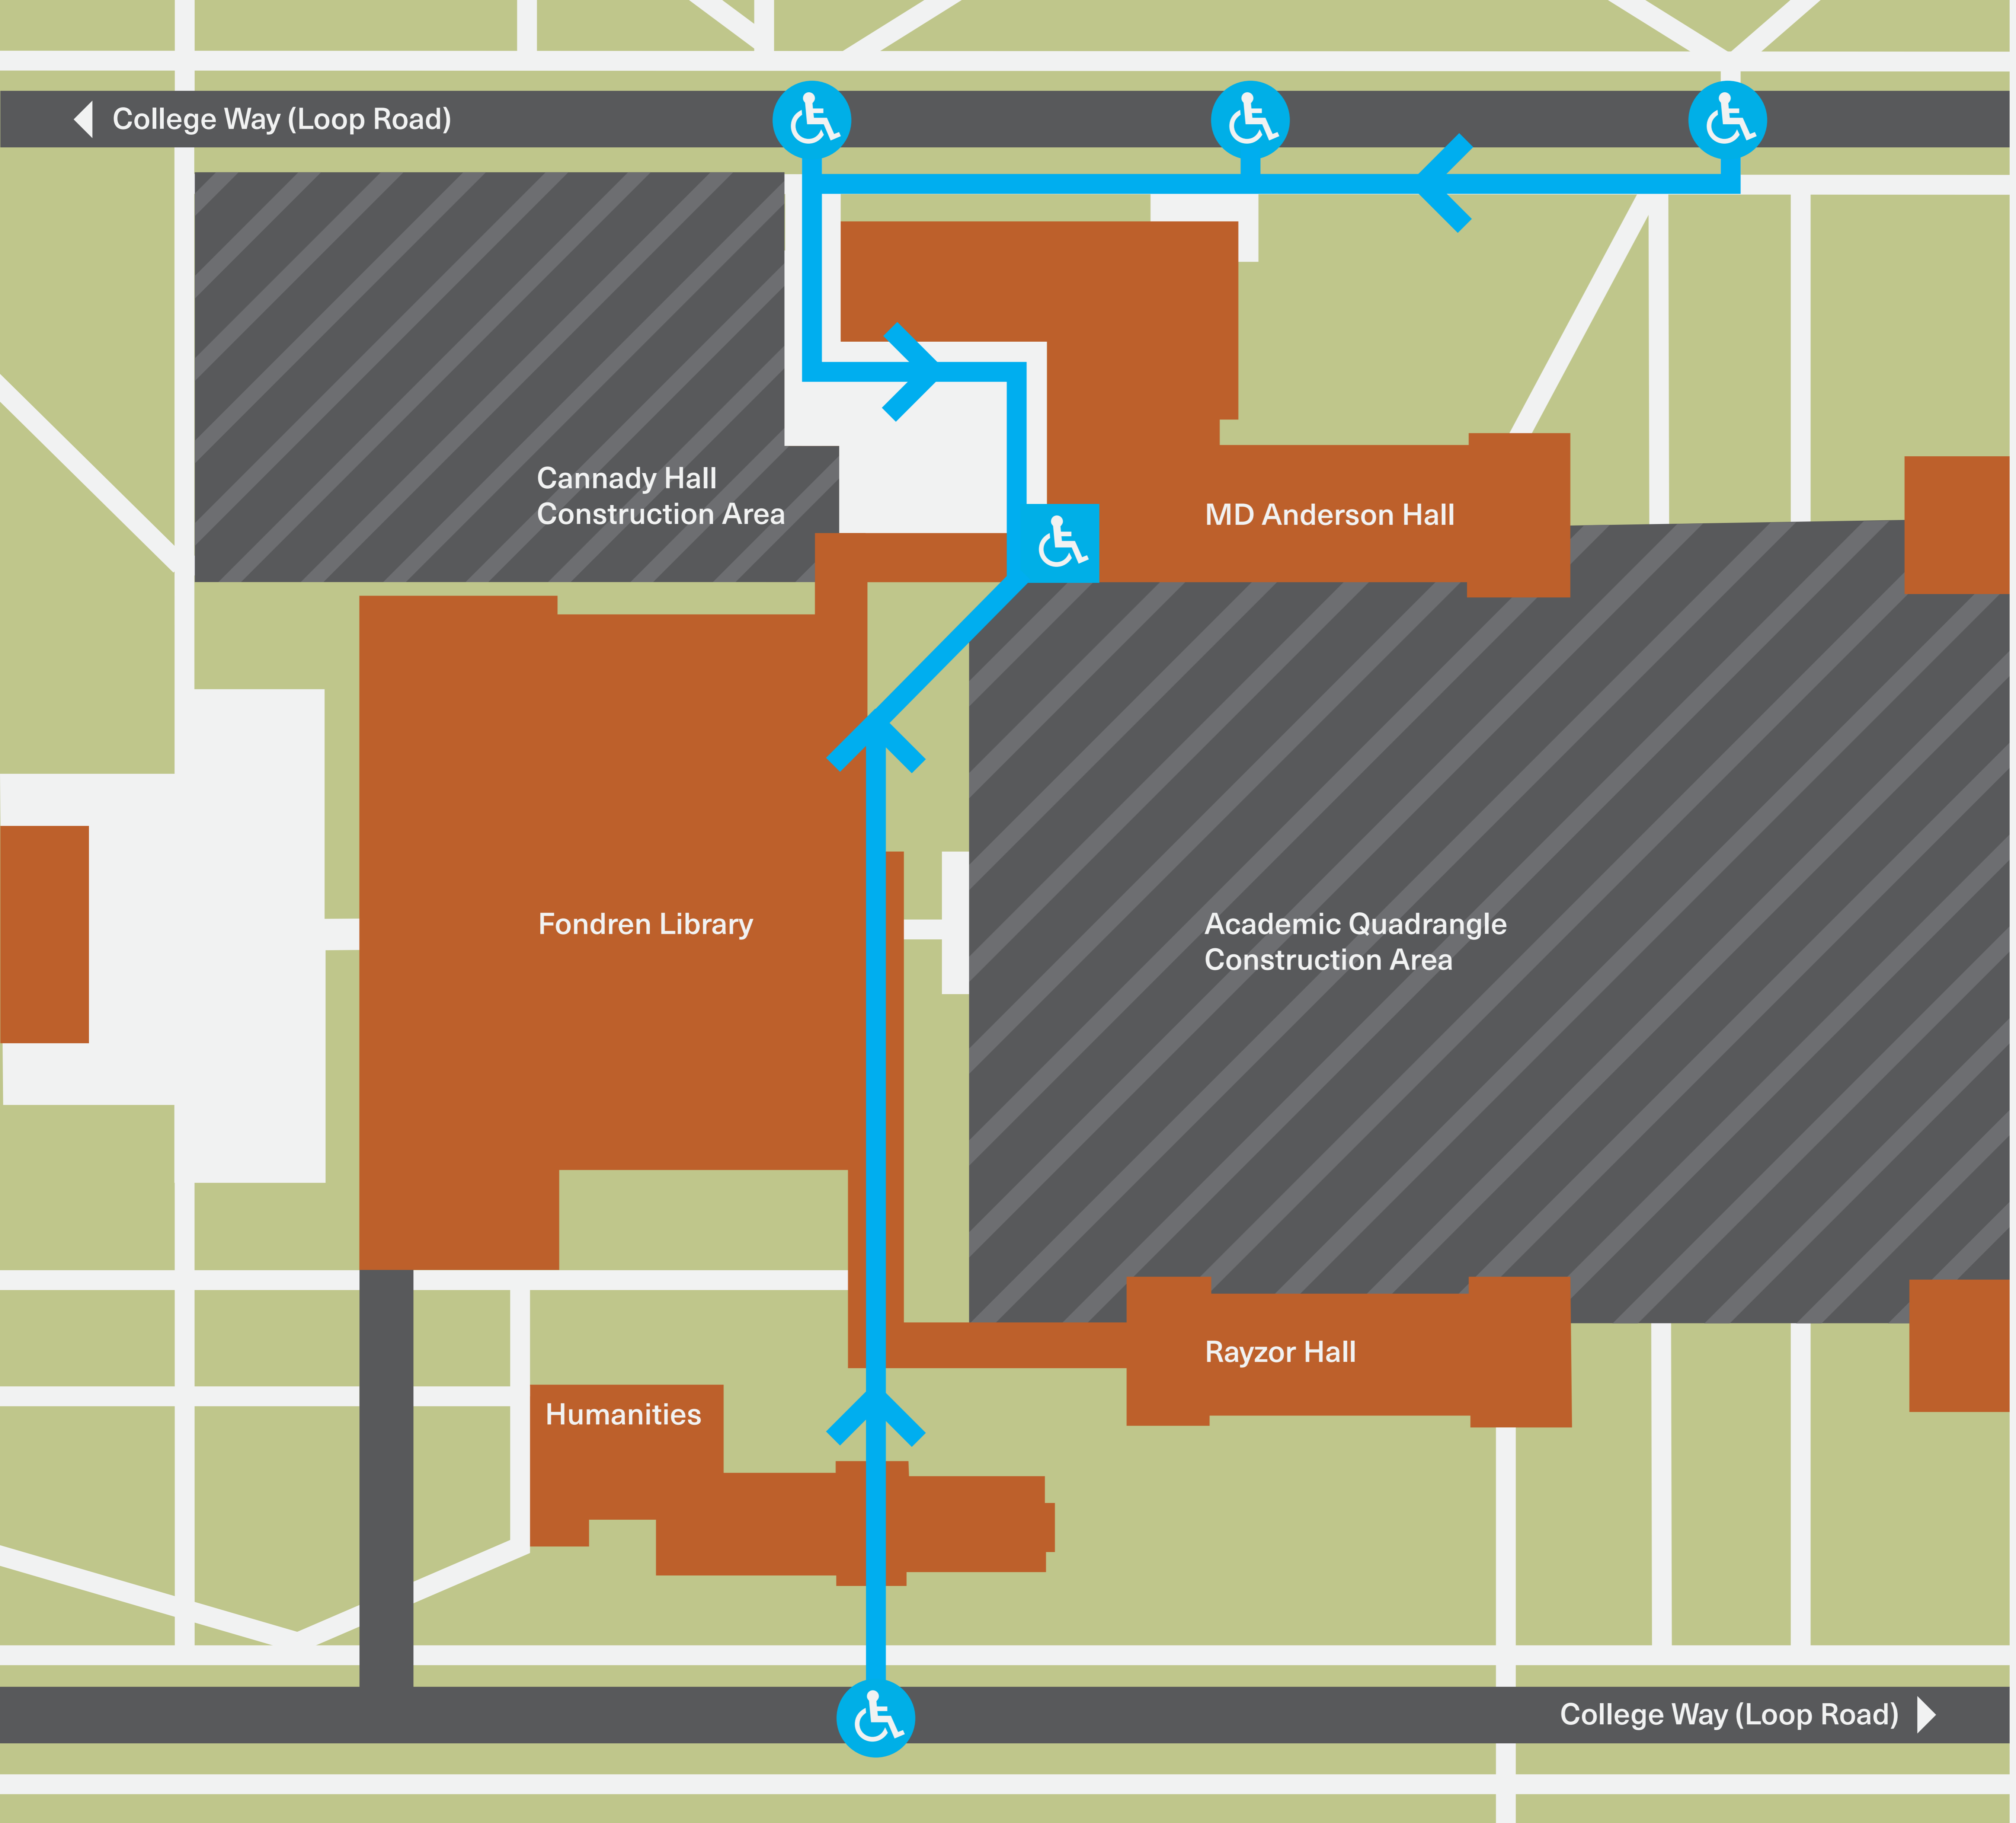 College Way (Loop Road)
Cannady Hall
Construction Area
MD Anderson Hall
Fondren Library
Academic Quadrangle
Construction Area
Rayzor Hall
Humanities
College Way (Loop Road)